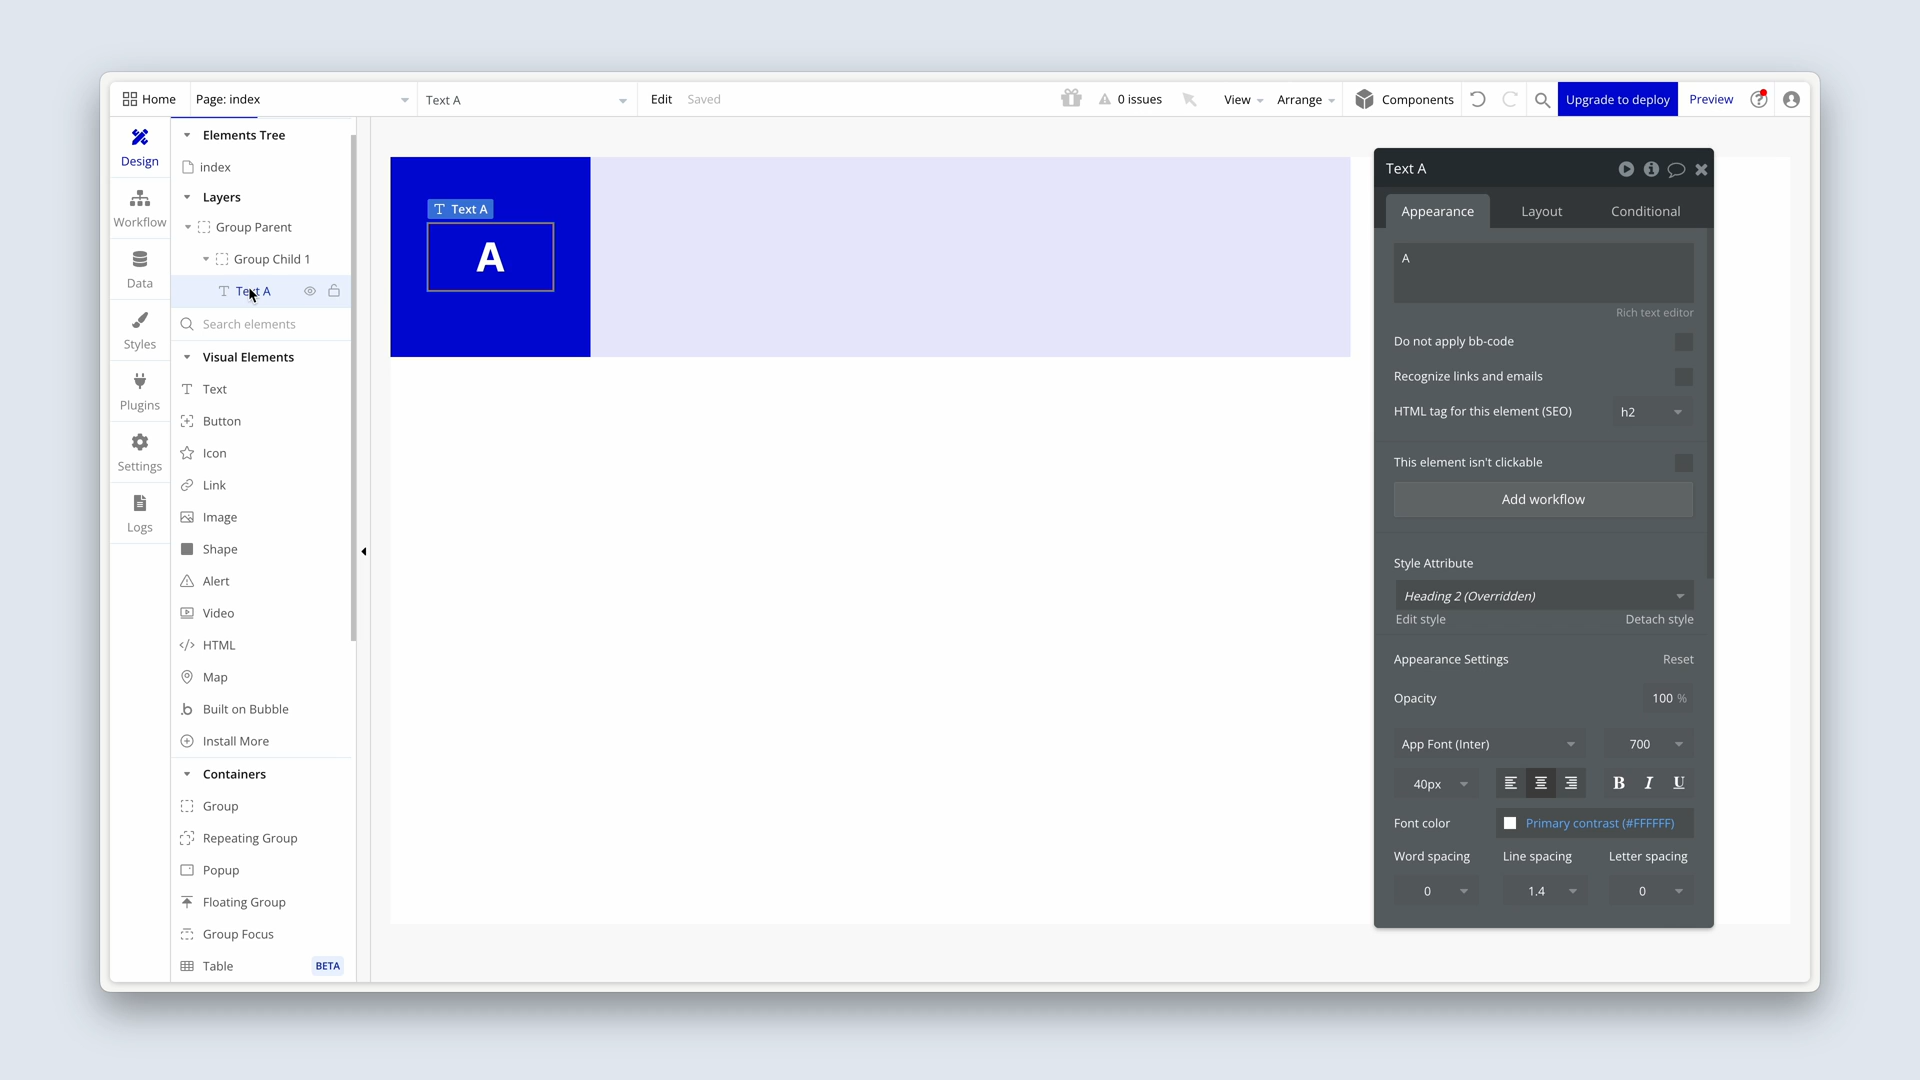 Home
Page: index
Text A
Edit
Saved
0 issues
View
Arrange
Components
Upgrade to deploy
Preview
Design
Workflow
Data
Styles
Plugins
Settings
Logs
Elements Tree
index
Layers
Group Parent
Group Child 1
Text A
Search elements
Visual Elements
Text
Button
Icon
Link
Image
Shape
Alert
Video
HTML
Map
Built on Bubble
Install More
Containers
Group
Repeating Group
Popup
Floating Group
Group Focus
Table
BETA
Text A
A
Text A
Appearance
Layout
Conditional
A
Rich text editor
Do not apply bb-code
Recognize links and emails
HTML tag for this element (SEO)
h2
This element isn't clickable
Add workflow
Style Attribute
Heading 2 (Overridden)
Edit style
Detach style
Appearance Settings
Reset
Opacity
100 %
App Font (Inter)
700
40px
B
I
U
Font color
Primary contrast (#FFFFFF)
Word spacing
Line spacing
Letter spacing
0
1.4
0